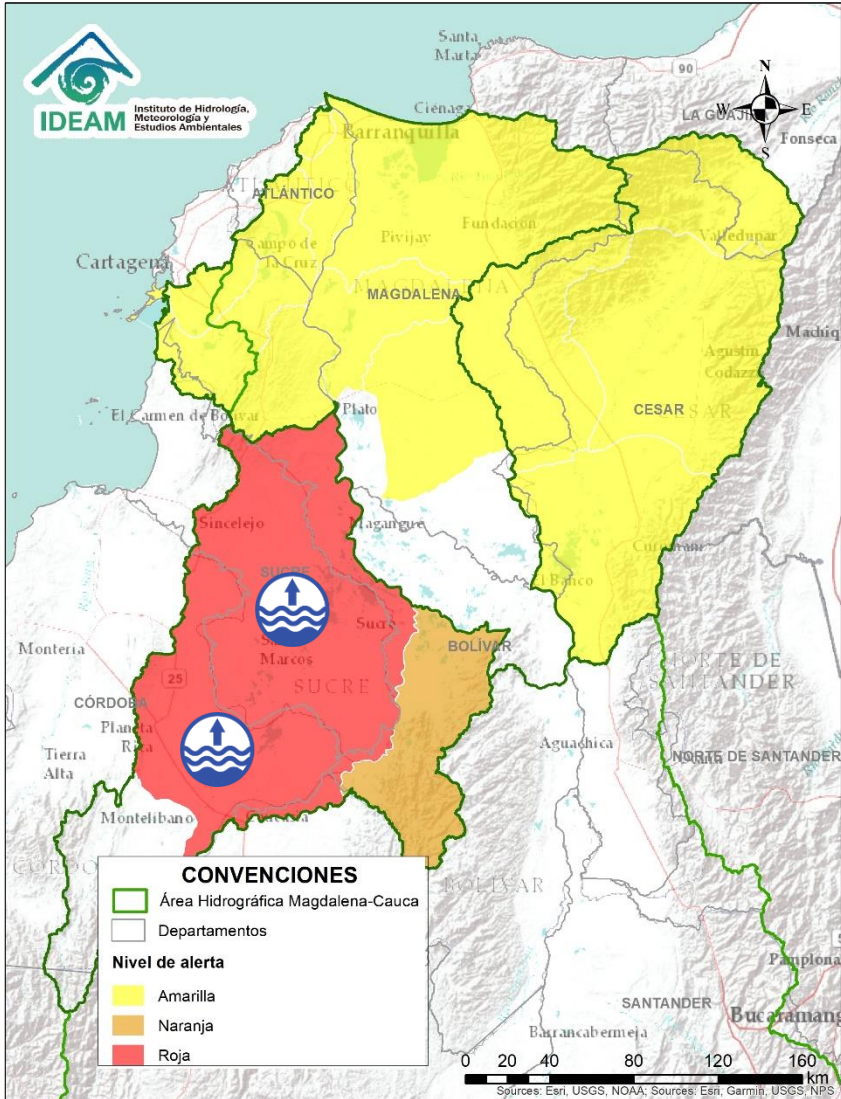 IDEAM
Instituto de Hidrología,
Meteorología y
Estudios Ambientales
Santa
Marta
90
N
W
E
S
Ciénaga
LA GUAJIRA
Fonseca
Barranquilla
ATLÁNTICO
Fundación
Pivijay
Valledupar
Campo de
la Cruz
Cartagena
MAGDALENA
Machiq
Agustín
Codazzi
CESAR
Plato
El Carmen de Bolívar
Sincelejo
Magangué
Curumaní
SUCRE
El Banco
Sucre
Montería
BOLÍVAR
San
Marcos
NORTE DE
SANTANDER
25
SUCRE
CÓRDOBA
Planeta
Rica
Aguachica
Tierra
Alta
NORTE DE SANTANDER
Montelíbano
Caucasia
BOLÍVAR
CONVENCIONES
Área Hidrográfica Magdalena-Cauca
Departamentos
Nivel de alerta
Amarilla
Naranja
Roja
Pamplona
SANTANDER
Bucaramang
Barrancabermeja
0 20 40 80 120 160
km
Sources: Esri, USGS, NOAA; Sources: Esri, Garmin, USGS, NPS